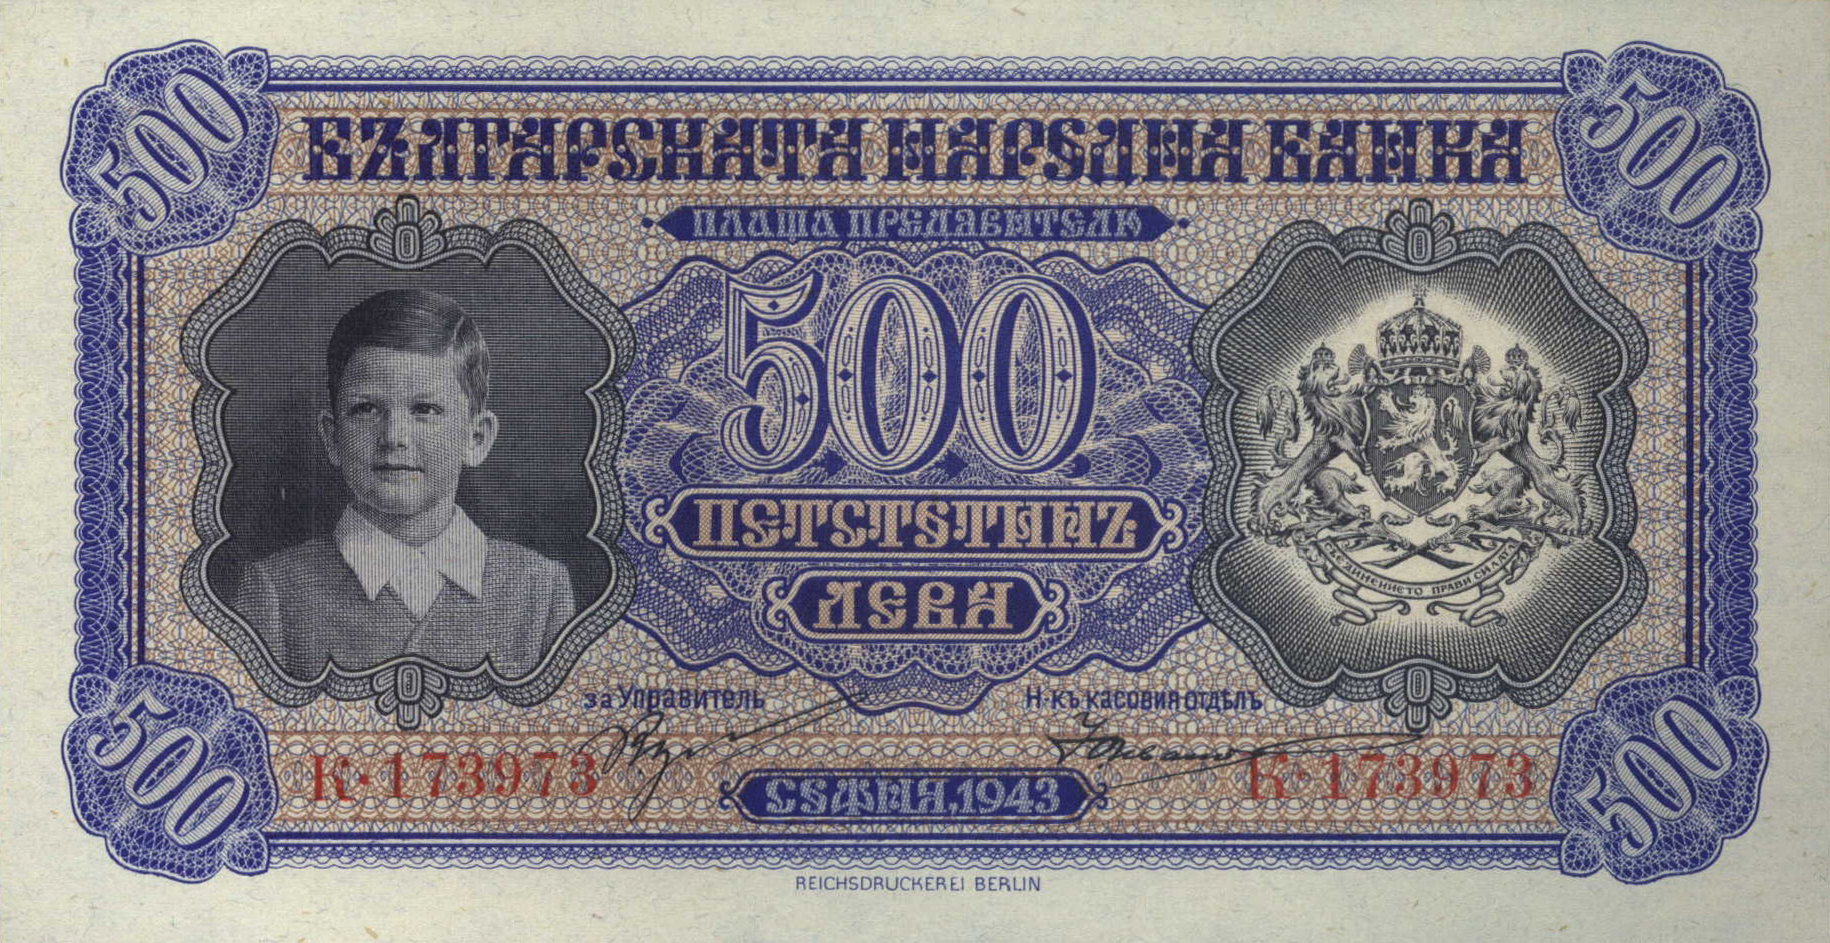 500
500
БЪЛГАРСКАТА НАРОДНА БАНКА
ПЛАЩА ПРЕДЯВИТЕЛЮ
500
ПЕТСТОТИНЪ
ЛЕВА
СЪЕДИНЕНИЕТО ПРАВИ СИЛАТА
за Управитель
Н-къ касовия отдѣлъ
К·173973
К·173973
СОФИЯ, 1943
500
500
REICHSDRUCKEREI BERLIN